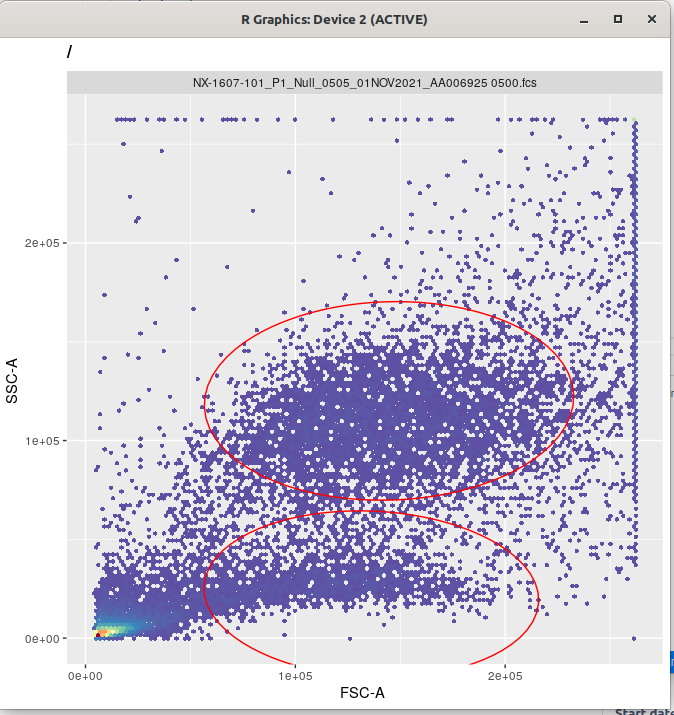 R Graphics: Device 2 (ACTIVE)
/
NX-1607-101_P1_Null_0505_01NOV2021_AA006925 0500.fcs
2e+05
SSC-A
1e+05
0e+00
0e+00 1e+05 2e+05
FSC-A
Start date